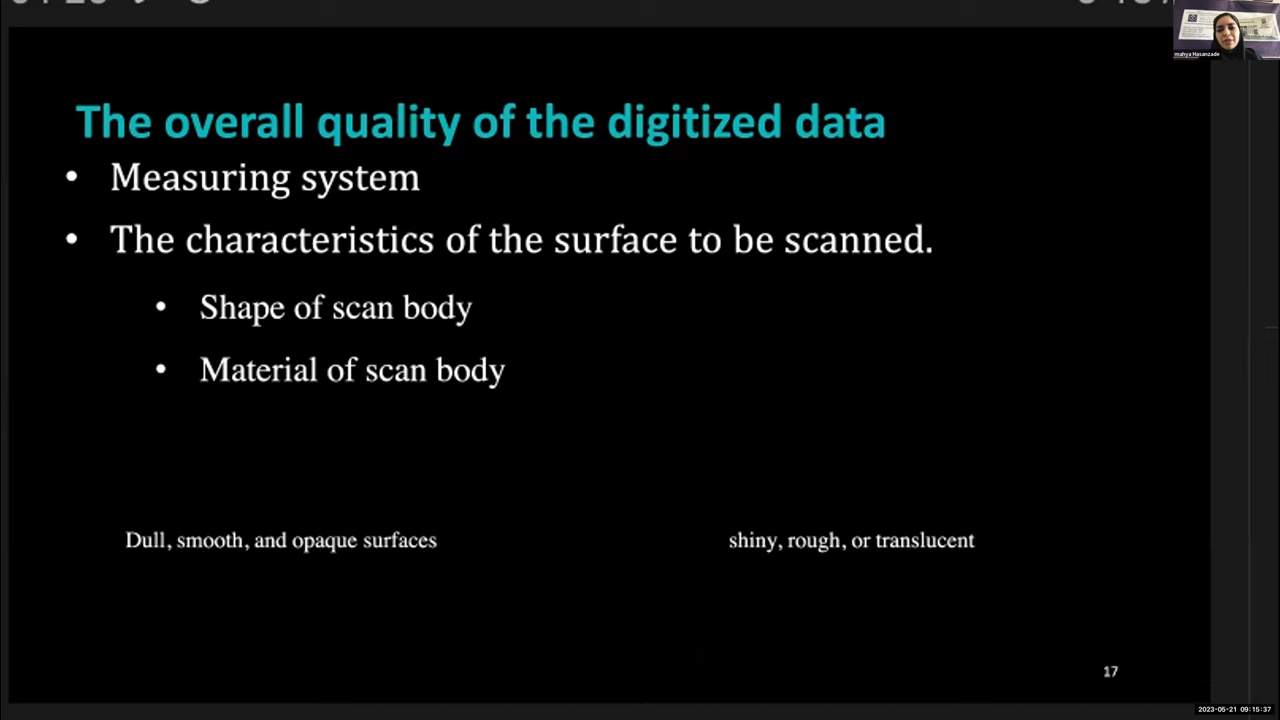 mahya Hasanzade
The overall quality of the digitized data
• Measuring system
• The characteristics of the surface to be scanned.
• Shape of scan body
• Material of scan body
Dull, smooth, and opaque surfaces
shiny, rough, or translucent
17
2023-05-21 09:15:37